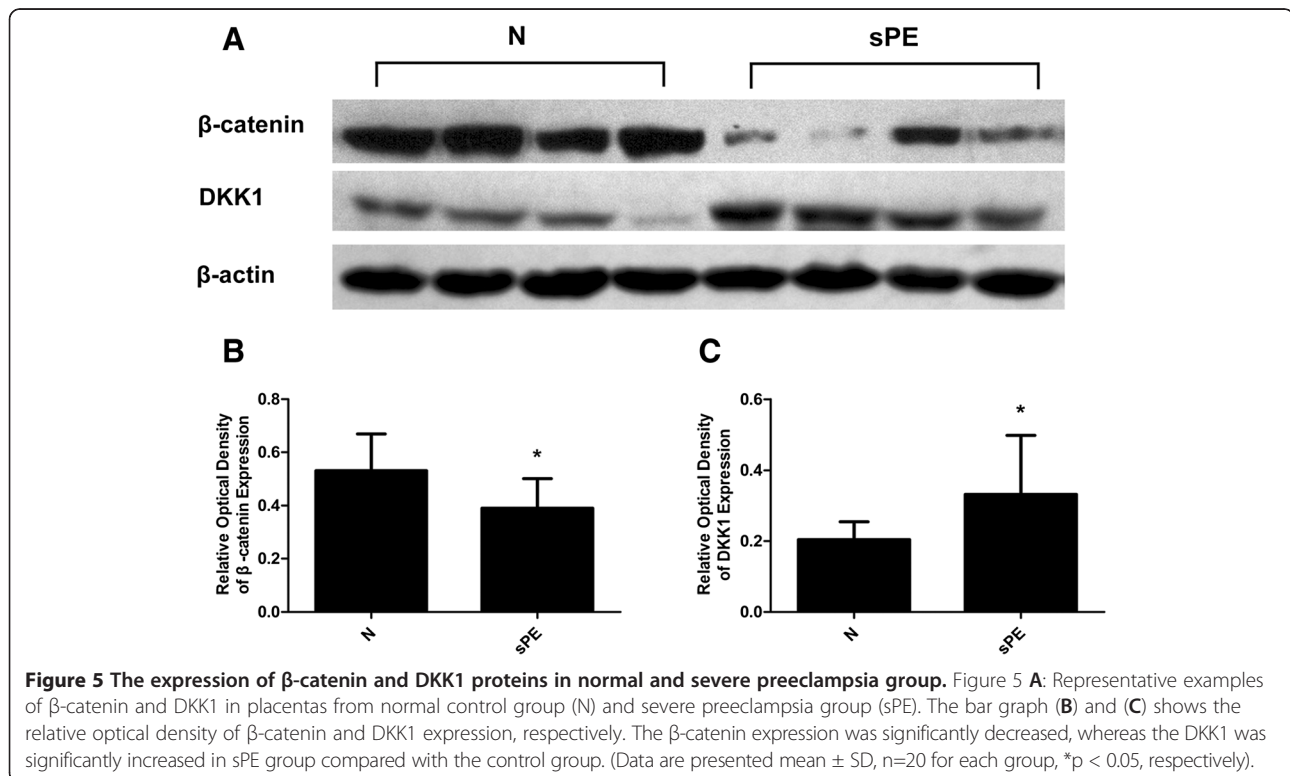 A
N
sPE
β-catenin
DKK1
β-actin
B
Relative Optical Density
of β -catenin Expression
0.8
0.6
0.4
0.2
0.0
*
N
sPE
C
Relative Optical Density
of DKK1 Expression
0.6
0.4
0.2
0.0
*
N
sPE
Figure 5 The expression of β-catenin and DKK1 proteins in normal and severe preeclampsia group. Figure 5 A: Representative examples
of β-catenin and DKK1 in placentas from normal control group (N) and severe preeclampsia group (sPE). The bar graph (B) and (C) shows the
relative optical density of β-catenin and DKK1 expression, respectively. The β-catenin expression was significantly decreased, whereas the DKK1 was
significantly increased in sPE group compared with the control group. (Data are presented mean ± SD, n=20 for each group, *p < 0.05, respectively).